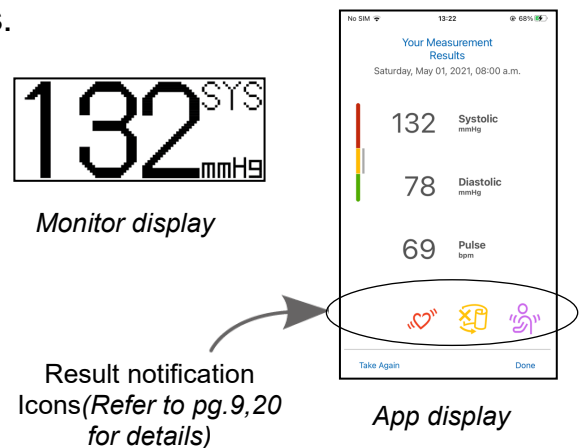 s.
132 SYS
mmHg
Monitor display
No SIM 13:22 68%
Your Measurement
Results
Saturday, May 01, 2021, 08:00 a.m.
132 Systolic
mmHg
78 Diastolic
mmHg
69 Pulse
bpm
Take Again Done
Result notification
Icons(Refer to pg.9,20
for details)
App display